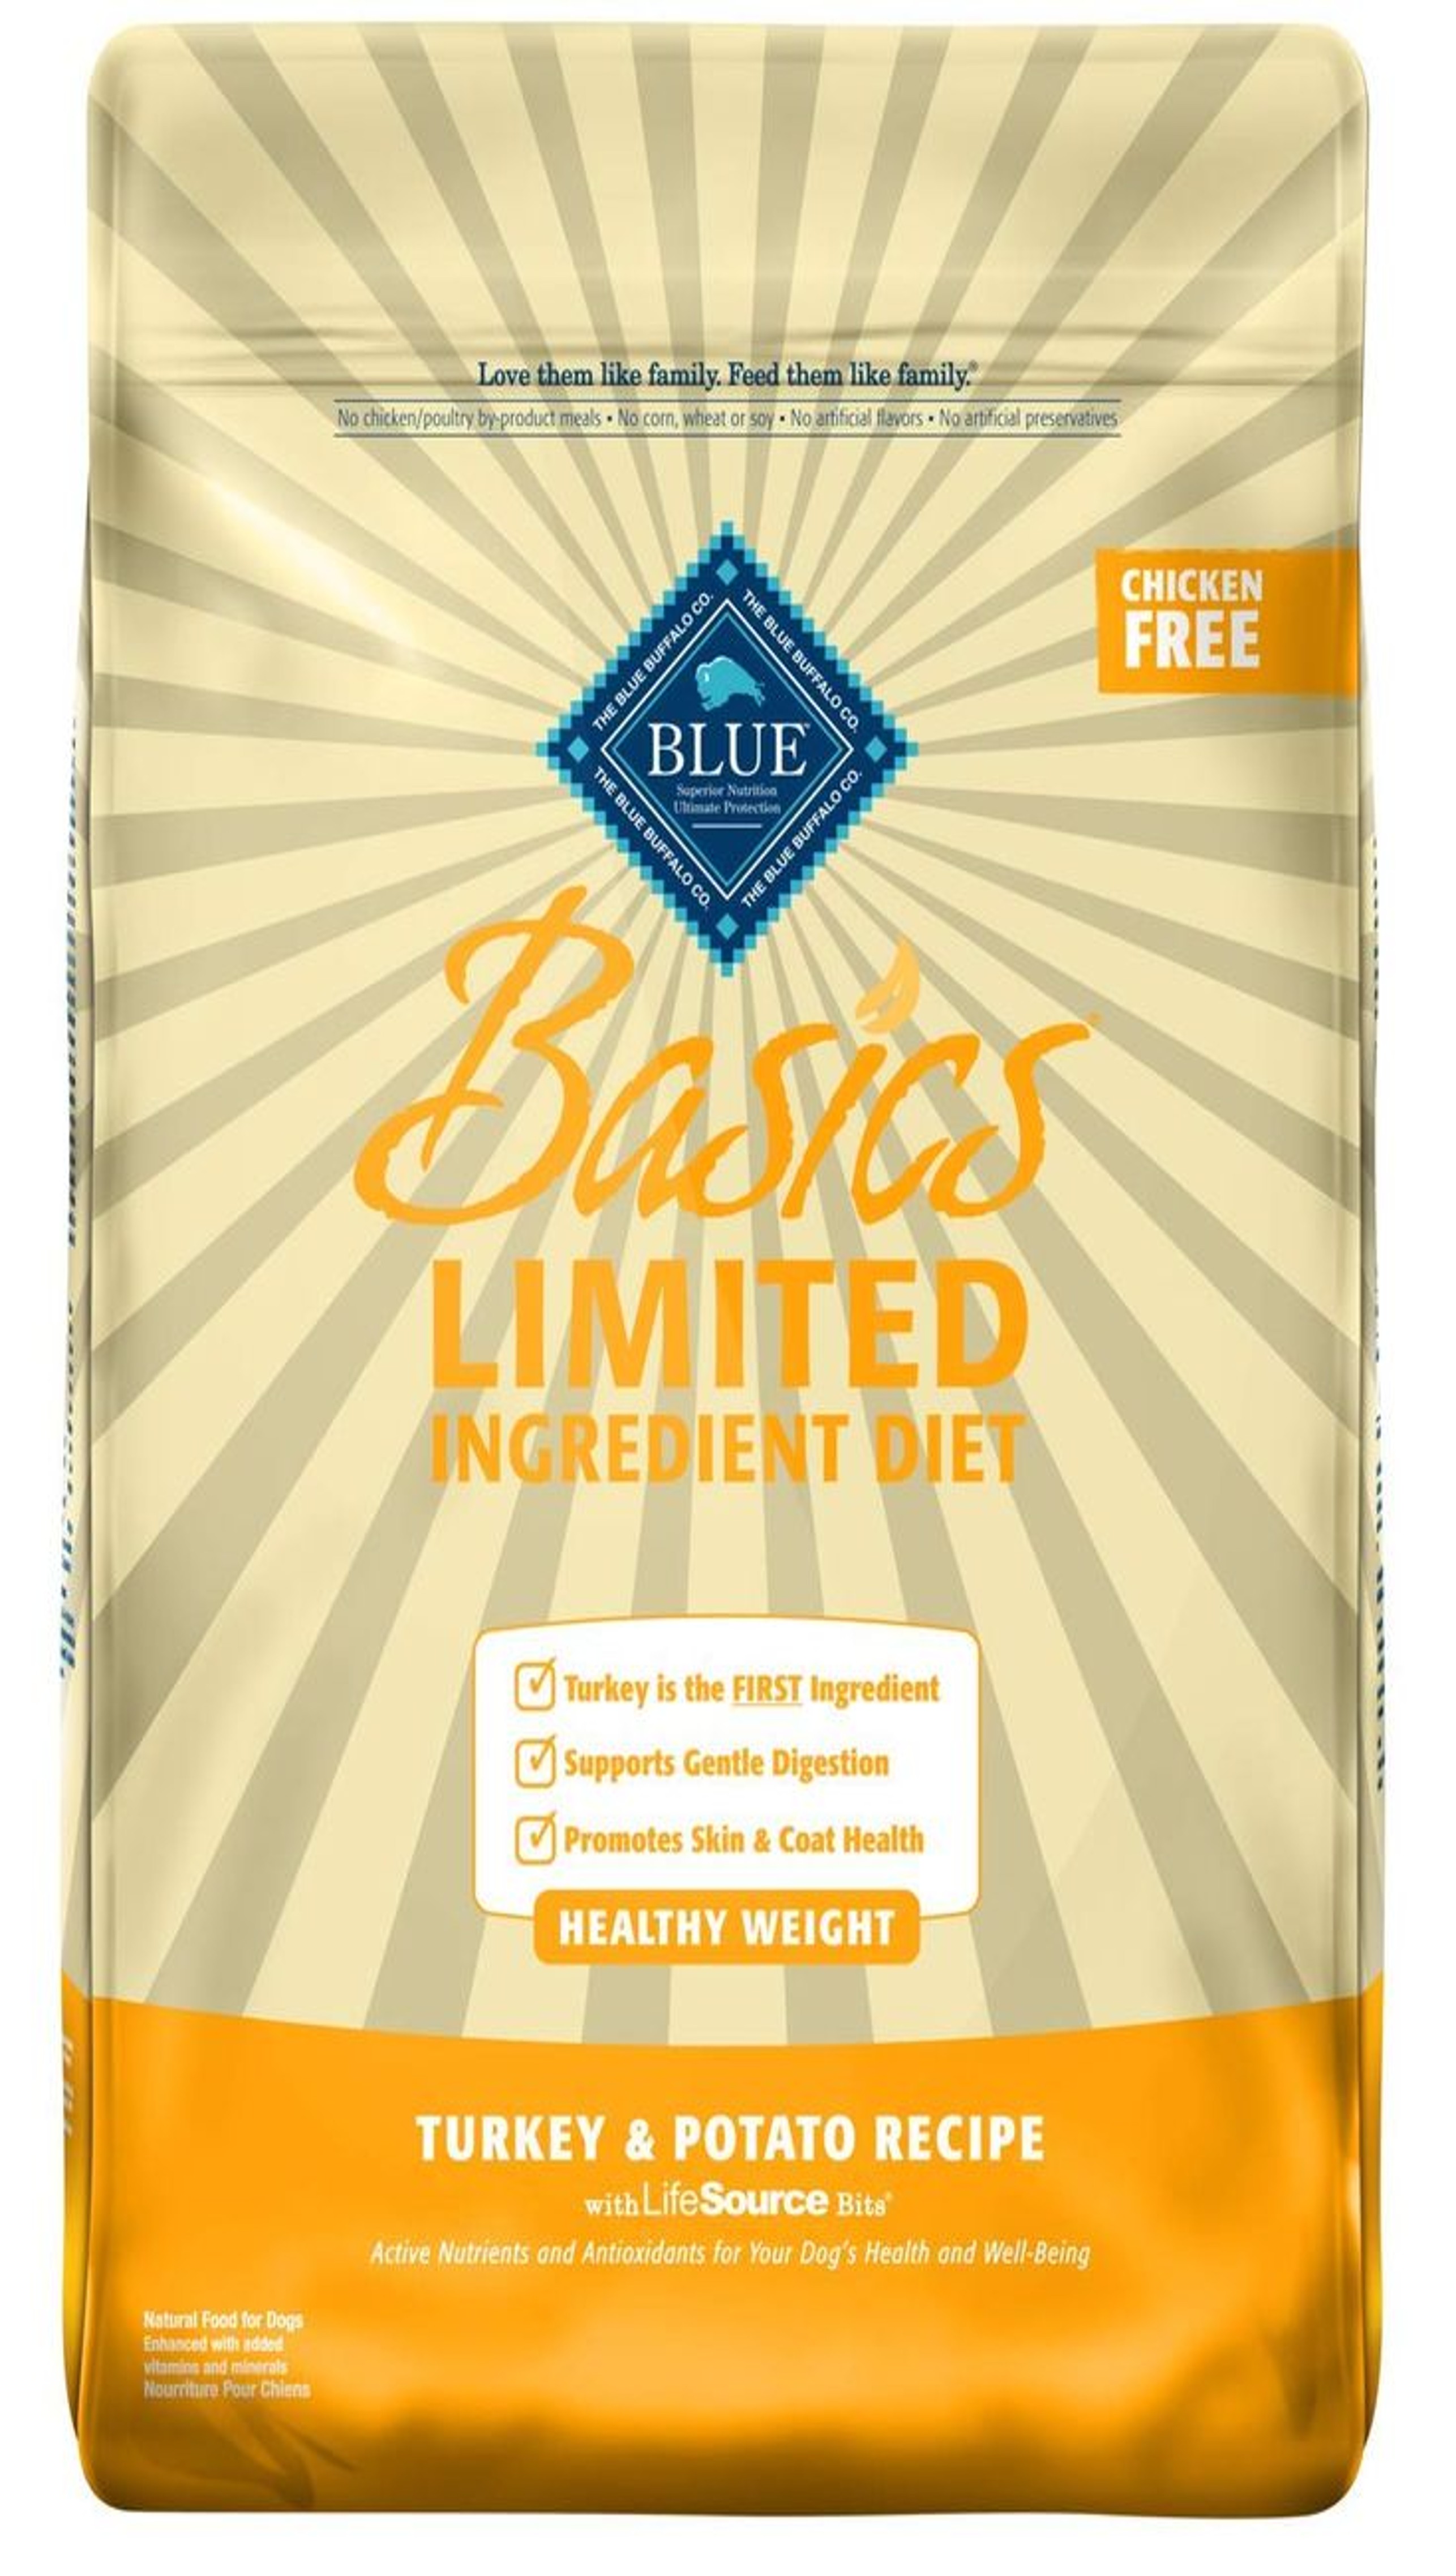 Love them like family. Feed them like family.®
No chicken/poultry by-product meals • No corn, wheat or soy • No artificial flavors • No artificial preservatives
CHICKEN
FREE
THE BLUE BUFFALO CO.
THE BLUE BUFFALO CO.
BLUE™
Superior Nutrition
Ultimate Protection
THE BLUE BUFFALO CO.
THE BLUE BUFFALO CO.
Basics®
LIMITED
INGREDIENT DIET
Turkey is the FIRST Ingredient
Supports Gentle Digestion
Promotes Skin & Coat Health
HEALTHY WEIGHT
TURKEY & POTATO RECIPE
with LifeSource Bits®
Active Nutrients and Antioxidants for Your Dog's Health and Well-Being
Natural Food for Dogs
Enhanced with added
vitamins and minerals
Nourriture Pour Chiens